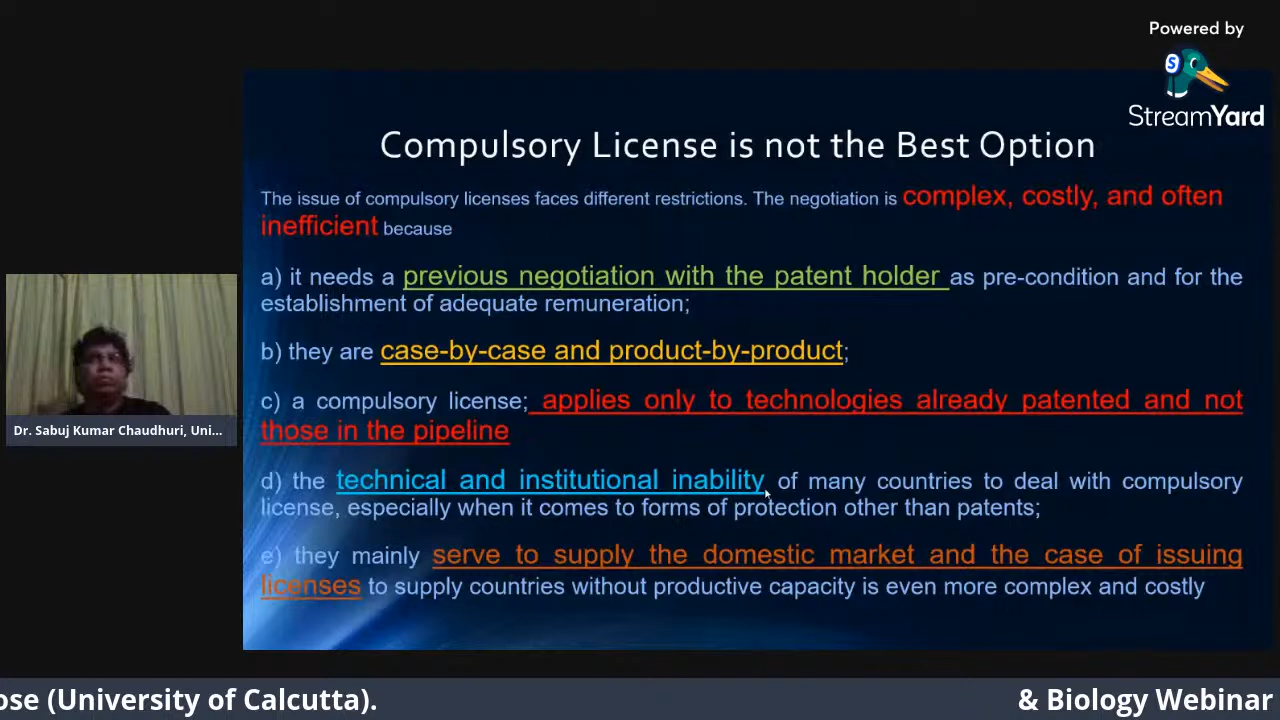 Powered by
S
StreamYard
Compulsory License is not the Best Option
The issue of compulsory licenses faces different restrictions. The negotiation is complex, costly, and often
inefficient because
a) it needs a previous negotiation with the patent holder as pre-condition and for the
establishment of adequate remuneration;
b) they are case-by-case and product-by-product;
c) a compulsory license; applies only to technologies already patented and not
those in the pipeline
d) the technical and institutional inability of many countries to deal with compulsory
license, especially when it comes to forms of protection other than patents;
e) they mainly serve to supply the domestic market and the case of issuing
licenses to supply countries without productive capacity is even more complex and costly
Dr. Sabuj Kumar Chaudhuri, Uni...
ose (University of Calcutta). & Biology Webinar